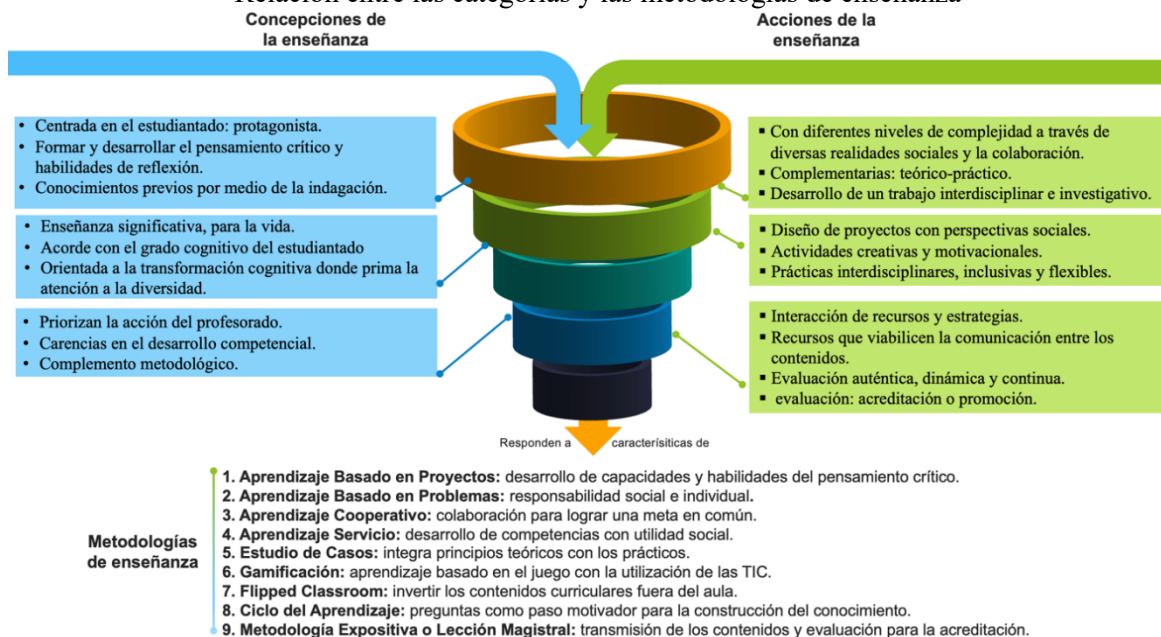 Relación entre las categorías y las metodologías de enseñanza
Concepciones de
la enseñanza
Acciones de la
enseñanza
• Centrada en el estudiantado: protagonista.
• Formar y desarrollar el pensamiento crítico y
habilidades de reflexión.
• Conocimientos previos por medio de la indagación.
▪ Con diferentes niveles de complejidad a través de
diversas realidades sociales y la colaboración.
▪ Complementarias: teórico-práctico.
▪ Desarrollo de un trabajo interdisciplinar e investigativo.
• Enseñanza significativa, para la vida.
• Acorde con el grado cognitivo del estudiantado
• Orientada a la transformación cognitiva donde prima la
atención a la diversidad.
▪ Diseño de proyectos con perspectivas sociales.
▪ Actividades creativas y motivacionales.
▪ Prácticas interdisciplinares, inclusivas y flexibles.
• Priorizan la acción del profesorado.
• Carencias en el desarrollo competencial.
• Complemento metodológico.
▪ Interacción de recursos y estrategias.
▪ Recursos que viabilicen la comunicación entre los
contenidos.
▪ Evaluación auténtica, dinámica y continua.
▪ evaluación: acreditación o promoción.
Responden a caracterísiticas de
Metodologías
de enseñanza
1. Aprendizaje Basado en Proyectos: desarrollo de capacidades y habilidades del pensamiento crítico.
2. Aprendizaje Basado en Problemas: responsabilidad social e individual.
3. Aprendizaje Cooperativo: colaboración para lograr una meta en común.
4. Aprendizaje Servicio: desarrollo de competencias con utilidad social.
5. Estudio de Casos: integra principios teóricos con los prácticos.
6. Gamificación: aprendizaje basado en el juego con la utilización de las TIC.
7. Flipped Classroom: invertir los contenidos curriculares fuera del aula.
8. Ciclo del Aprendizaje: preguntas como paso motivador para la construcción del conocimiento.
9. Metodología Expositiva o Lección Magistral: transmisión de los contenidos y evaluación para la acreditación.